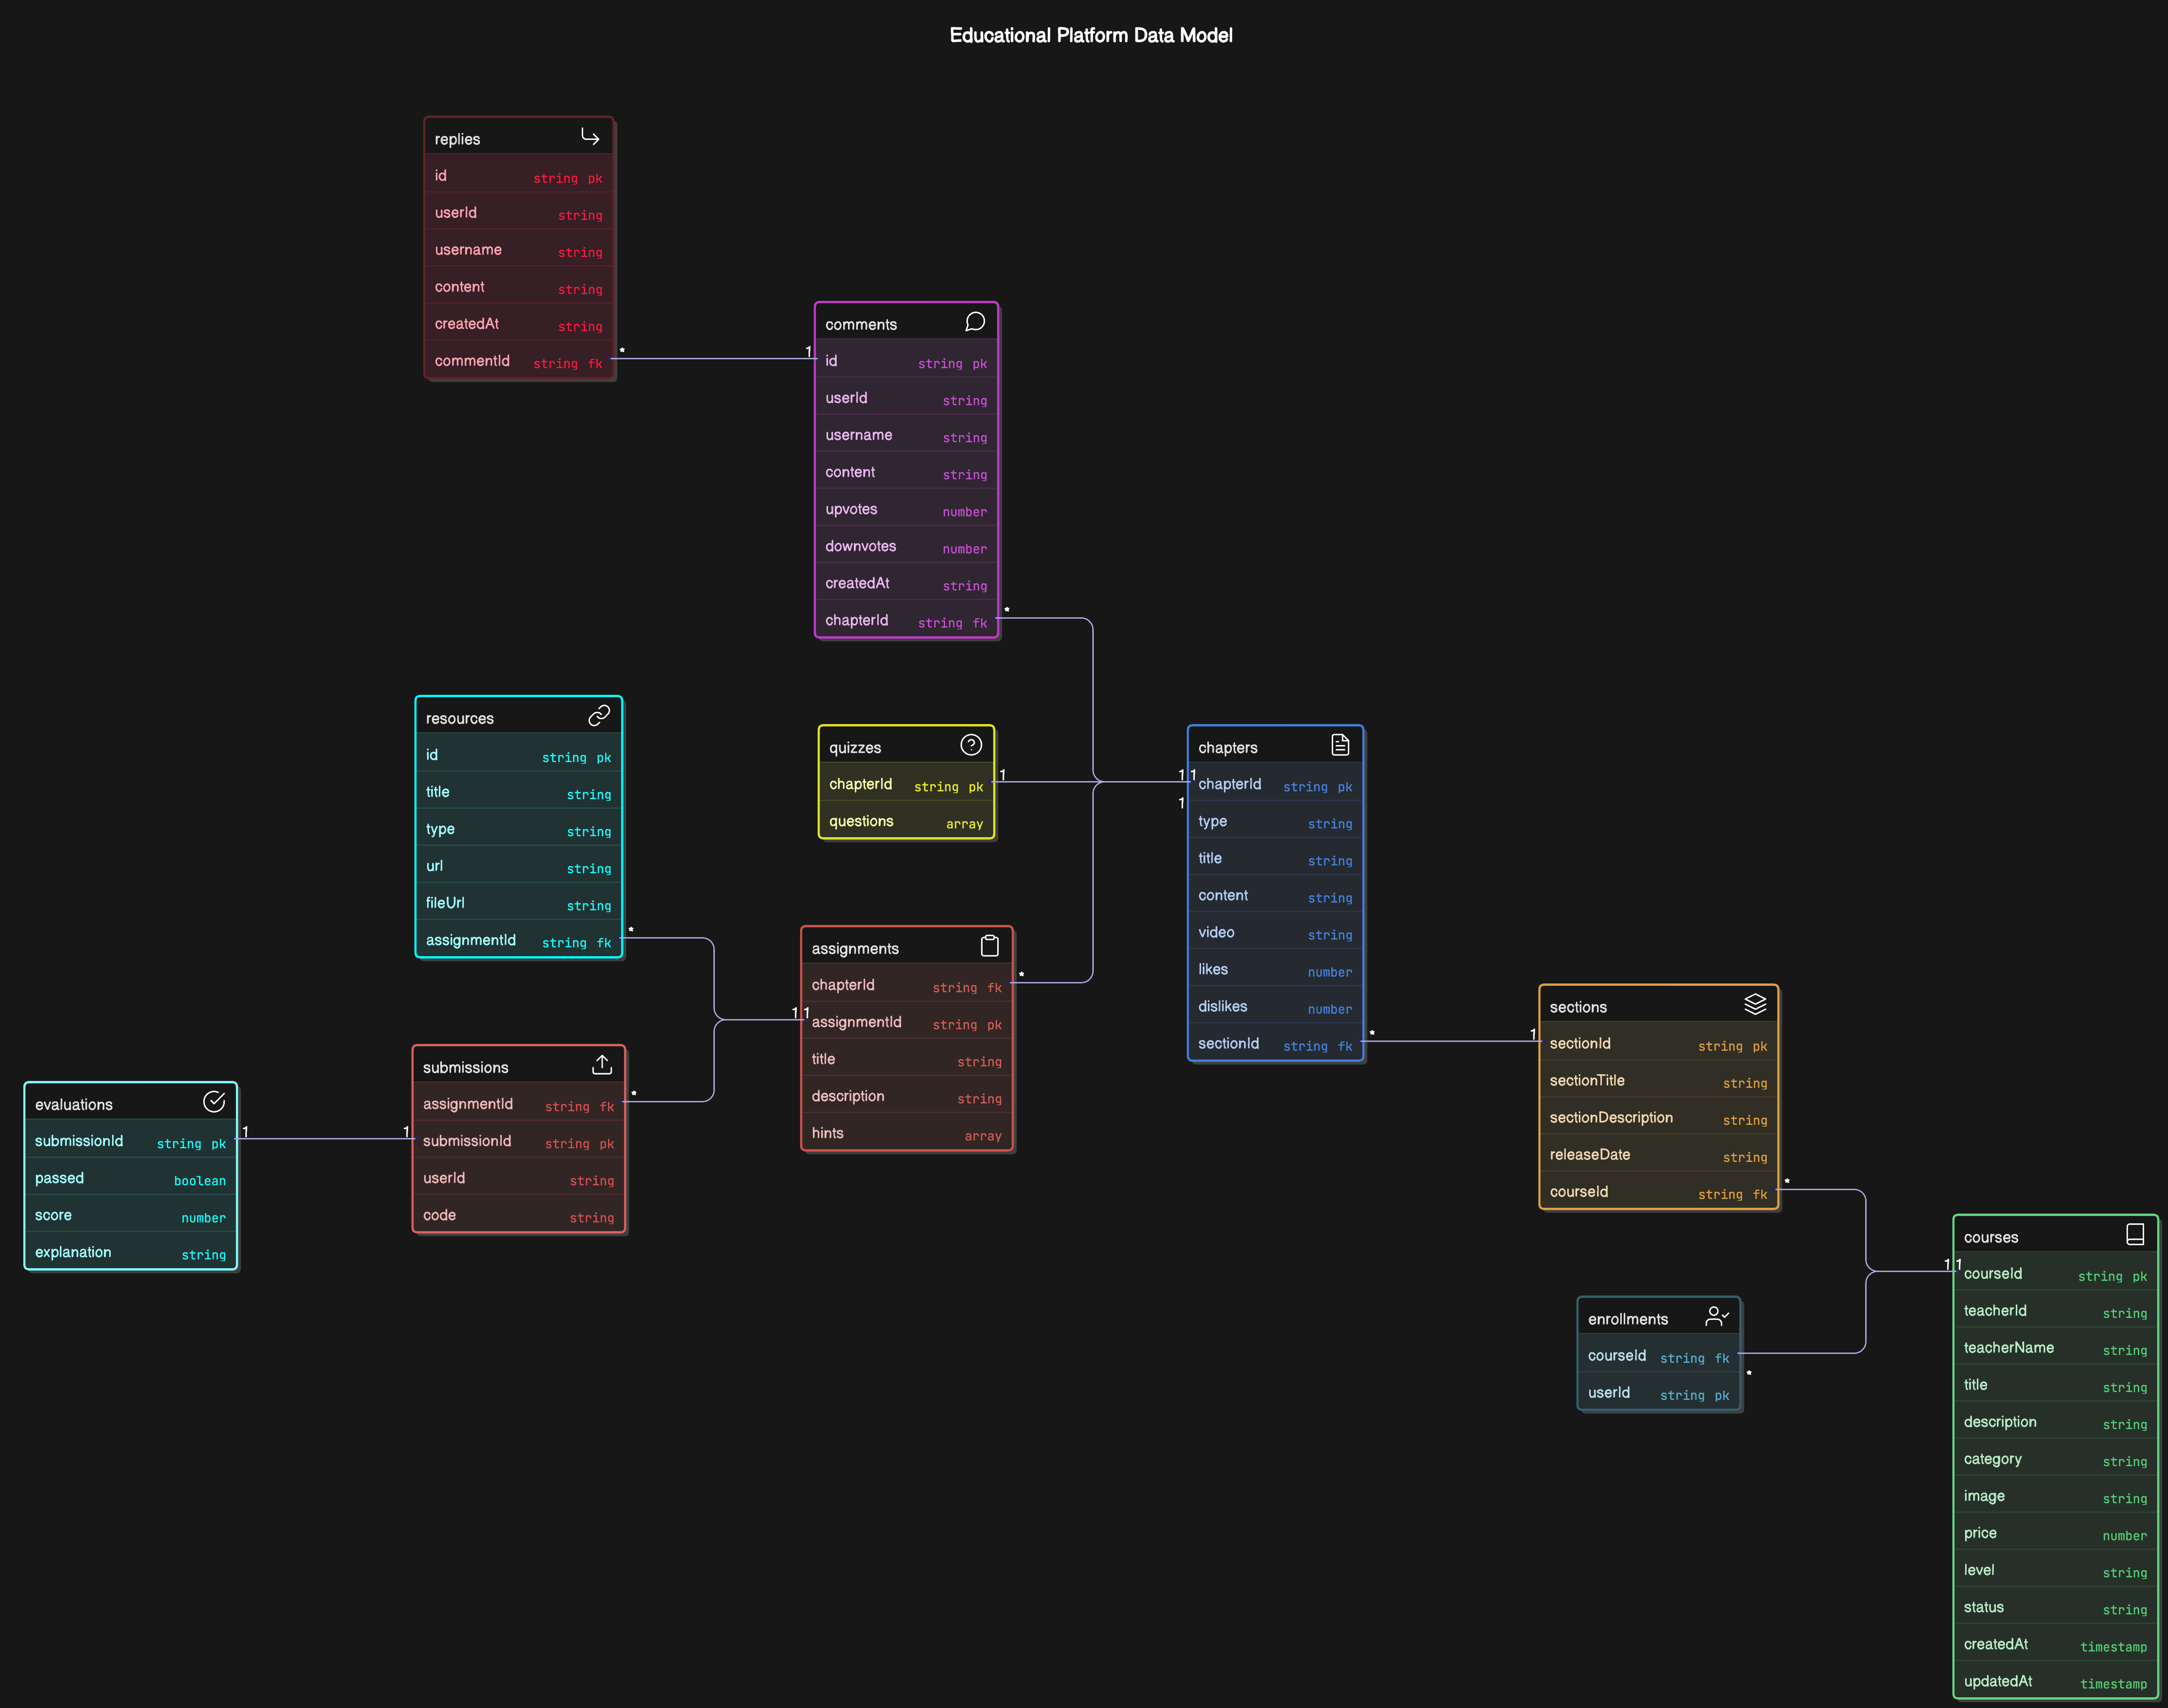 Educational Platform Data Model
replies
id string pk
userId string
username string
content string
createdAt string
commentId string fk
* 1
comments
id string pk
userId string
username string
content string
upvotes number
downvotes number
createdAt string
chapterId string fk
*
resources
id string pk
title string
type string
url string
fileUrl string
assignmentId string fk
*
quizzes
chapterId string pk
questions array
1
chapters
1 1
1
chapterId string pk
type string
title string
content string
video string
likes number
dislikes number
sectionId string fk
* 1
assignments
chapterId string fk
*
1 1
assignmentId string pk
title string
description string
hints array
submissions
assignmentId string fk
*
submissionId string pk
userId string
code string
evaluations
submissionId string pk
1 1
passed boolean
score number
explanation string
sections
sectionId string pk
sectionTitle string
sectionDescription string
releaseDate string
courseId string fk
*
enrollments
courseId string fk
userId string pk
*
courses
1 1
courseId string pk
teacherId string
teacherName string
title string
description string
category string
image string
price number
level string
status string
createdAt timestamp
updatedAt timestamp